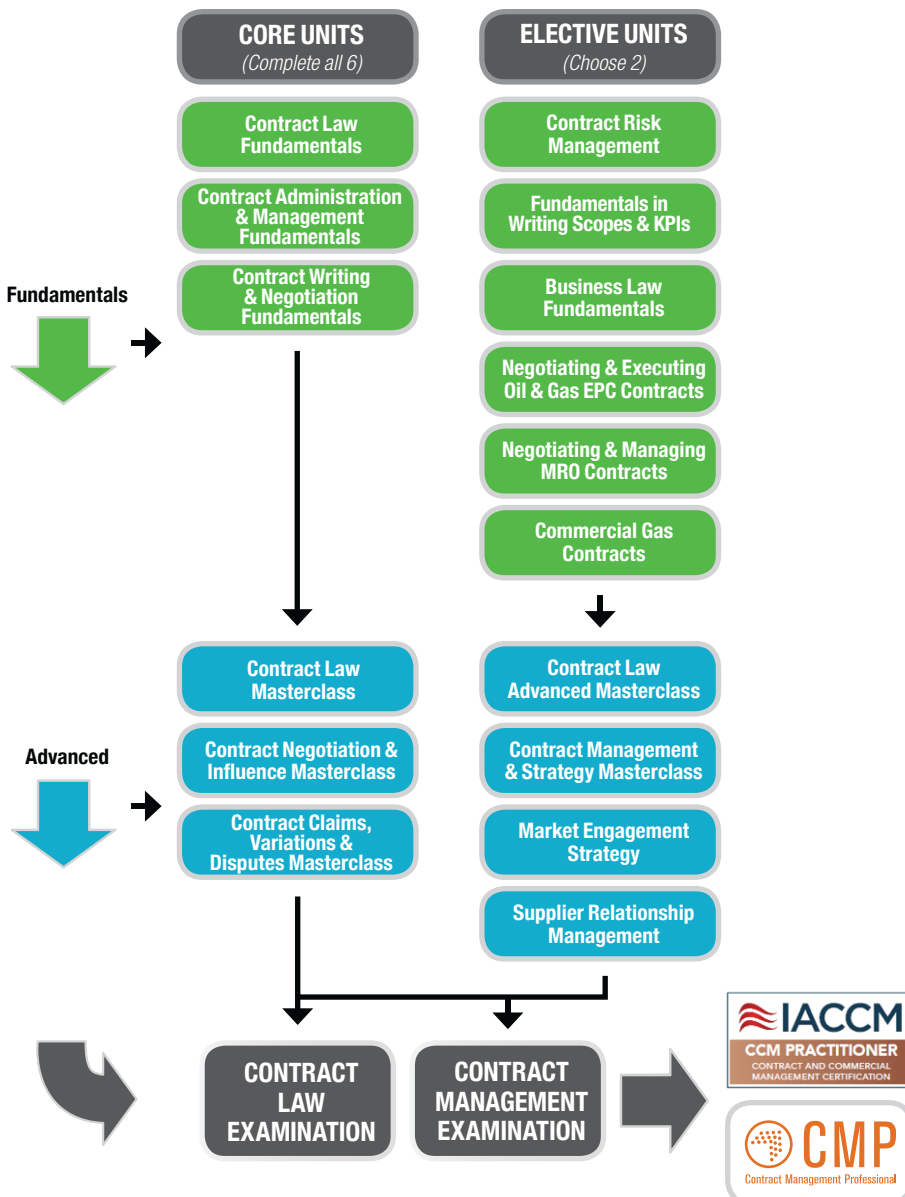 CORE UNITS
(Complete all 6)
Contract Law
Fundamentals
Contract Administration
& Management
Fundamentals
Contract Writing
& Negotiation
Fundamentals
ELECTIVE UNITS
(Choose 2)
Contract Risk
Management
Fundamentals in
Writing Scopes & KPIs
Business Law
Fundamentals
Negotiating & Executing
Oil & Gas EPC Contracts
Negotiating & Managing
MRO Contracts
Commercial Gas
Contracts
Fundamentals
Contract Law
Masterclass
Contract Negotiation &
Influence Masterclass
Contract Claims,
Variations &
Disputes Masterclass
Contract Law
Advanced Masterclass
Contract Management
& Strategy Masterclass
Market Engagement
Strategy
Supplier Relationship
Management
Advanced
CONTRACT
LAW
EXAMINATION
CONTRACT
MANAGEMENT
EXAMINATION
IACCM
CCM PRACTITIONER
CONTRACT AND COMMERCIAL
MANAGEMENT CERTIFICATION
CMP
Contract Management Professional